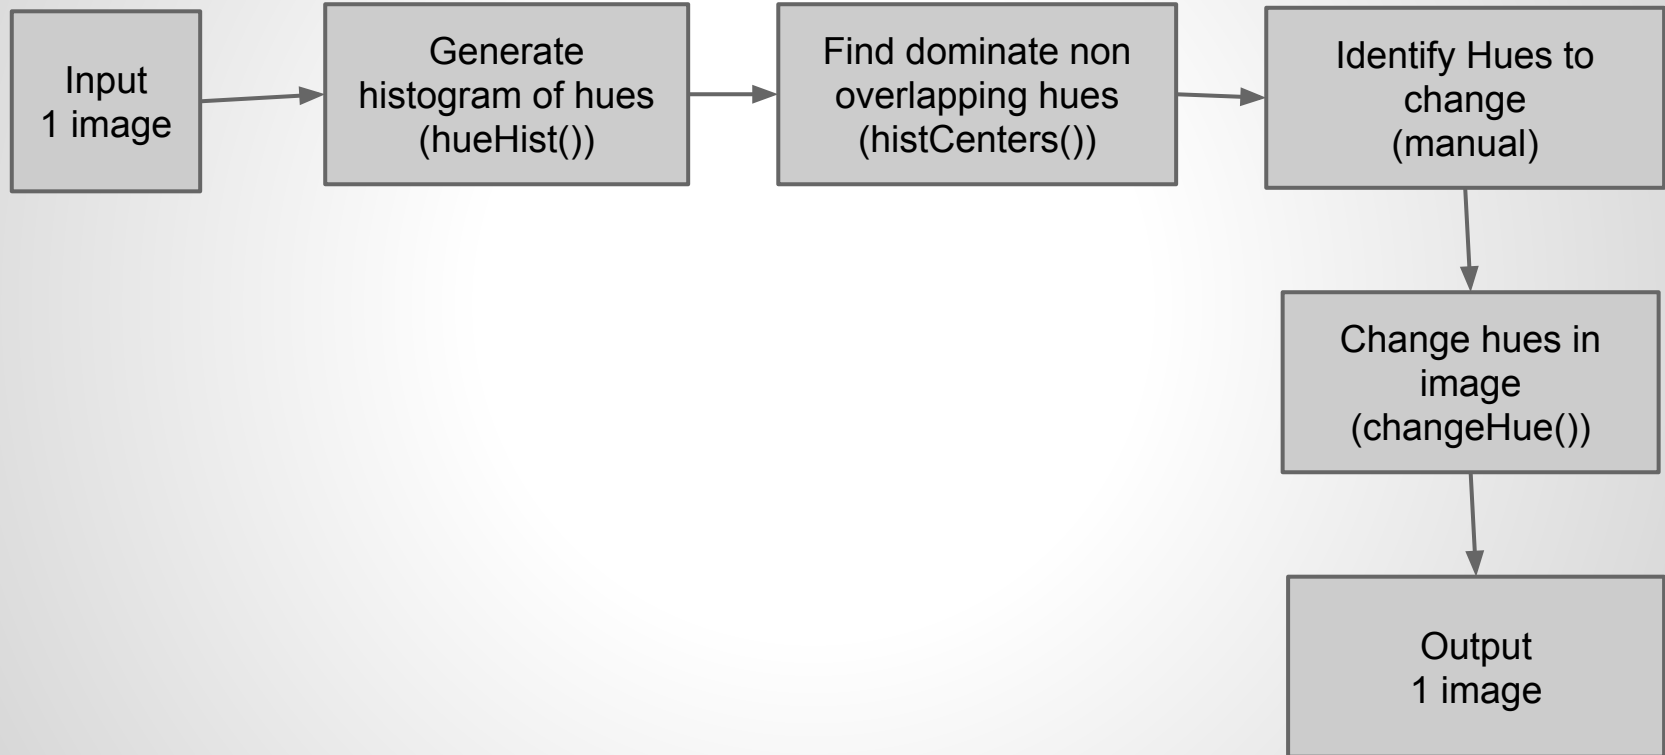 Input
1 image
Generate
histogram of hues
(hueHist())
Find dominate non
overlapping hues
(histCenters())
Identify Hues to
change
(manual)
Change hues in
image
(changeHue())
Output
1 image